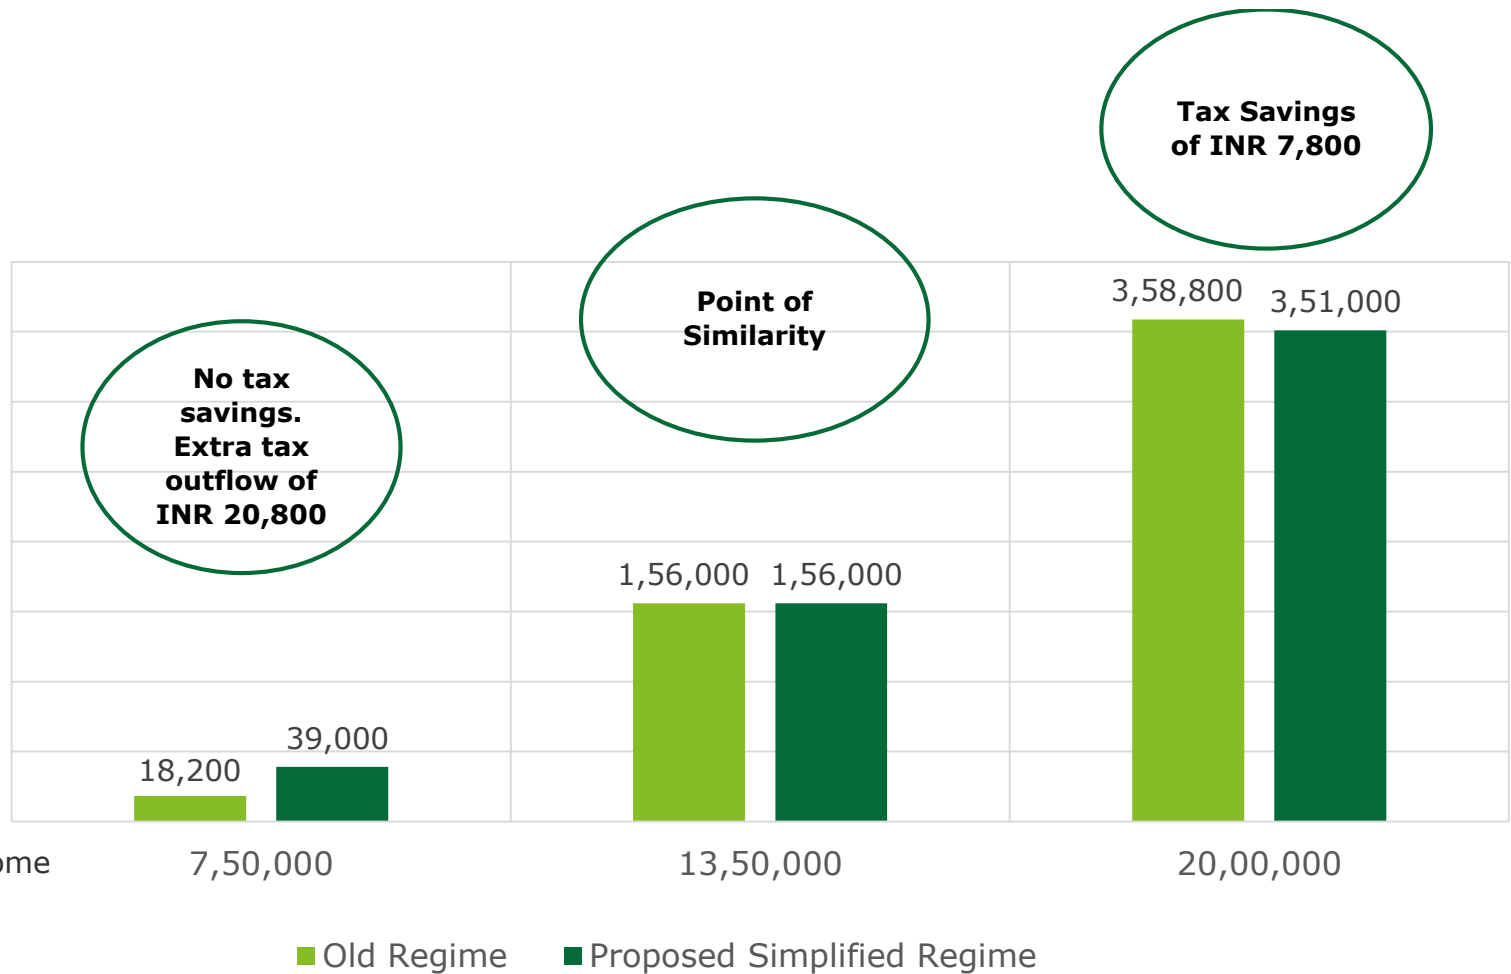 Tax Savings
of INR 7,800
Point of
Similarity
No tax
savings.
Extra tax
outflow of
INR 20,800
3,58,800
3,51,000
1,56,000
1,56,000
18,200
39,000
ome
7,50,000
13,50,000
20,00,000
Old Regime
Proposed Simplified Regime